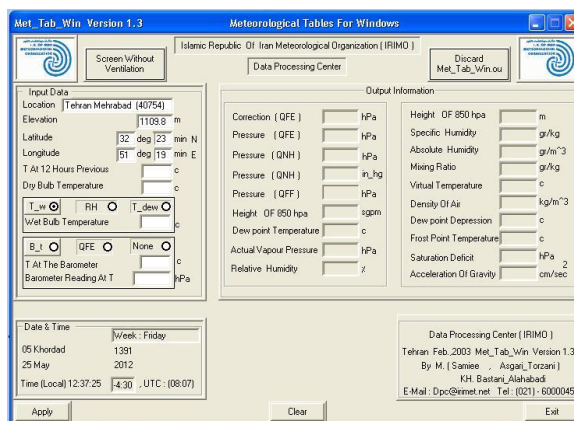 Met_Tab_Win Version 1.3 Meteorological Tables For Windows
Islamic Republic Of Iran Meteorological Organization ( IRIMO )
Screen Without Ventilation
Data Processing Center
Discard Met_Tab_Win.ou
Input Data
Location Tehran Mehrabad (40754)
Elevation 1109.8 m
Latitude 32 deg 23 min N
Longitude 51 deg 19 min E
T At 12 Hours Previous c
Dry Bulb Temperature c
T_w RH T_dew
Wet Bulb Temperature c
B_t QFE None
T At The Barometer c
Barometer Reading At T hPa
Output Information
Correction ( QFE ) hPa
Pressure ( QFE ) hPa
Pressure ( QNH ) hPa
Pressure ( QNH ) in_hg
Pressure ( QFF ) hPa
Height OF 850 hpa sgpm
Dew point Temperature c
Actual Vapour Pressure hPa
Relative Humidity %
Height OF 850 hpa m
Specific Humidity gr/kg
Absolute Humidity gr/m^3
Mixing Ratio gr/kg
Virtual Temperature c
Density Of Air kg/m^3
Dew point Depression c
Frost Point Temperature c
Saturation Deficit hPa
Acceleration Of Gravity cm/sec 2
Date & Time
Week : Friday
05 Khordad 1391
25 May 2012
Time (Local) 12:37:25 -4:30 , UTC : (08:07)
Data Processing Center ( IRIMO )
Tehran Feb.,2003 Met_Tab_Win Version 1.3
By M. ( Samiee , Asgari_Torzani )
KH. Bastani_Alahabadi
E-Mail : Dpc@irimet.net Tel : (021) - 6000045
Apply Clear Exit